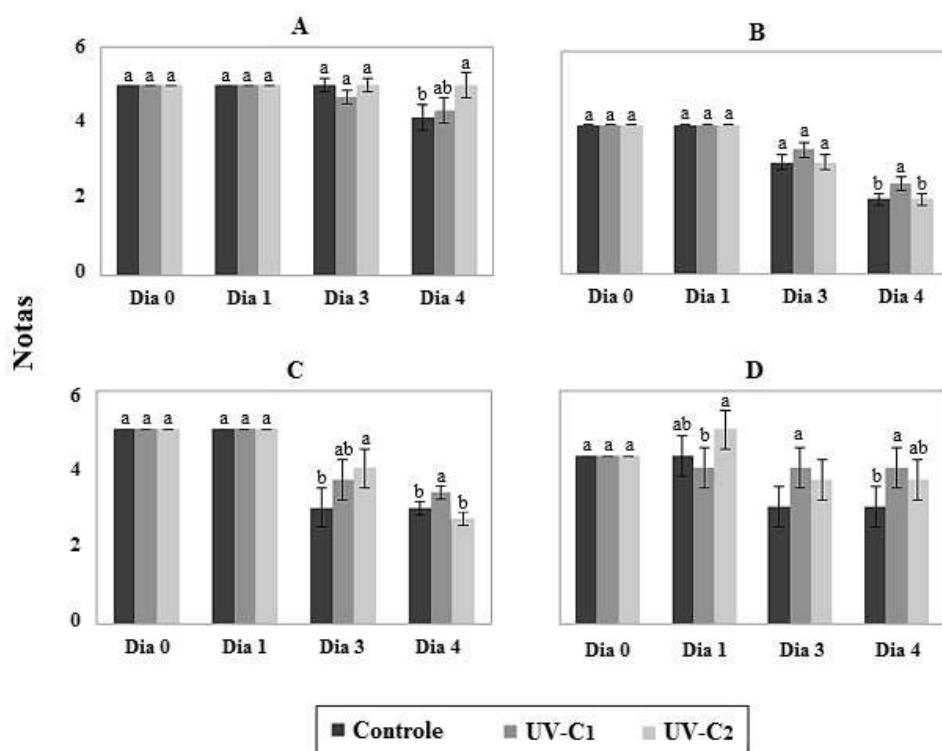 A
6
4
2
0
a a a
a a a
a a a
b ab a
Dia 0 Dia 1 Dia 3 Dia 4
B
a a a
a a a
a a a
b a b
Dia 0 Dia 1 Dia 3 Dia 4
Notas
C
6
4
2
0
a a a
a a a
b ab a
b a b
Dia 0 Dia 1 Dia 3 Dia 4
D
a a a
ab b a
a
b a ab
Dia 0 Dia 1 Dia 3 Dia 4
Controle UV-C1 UV-C2